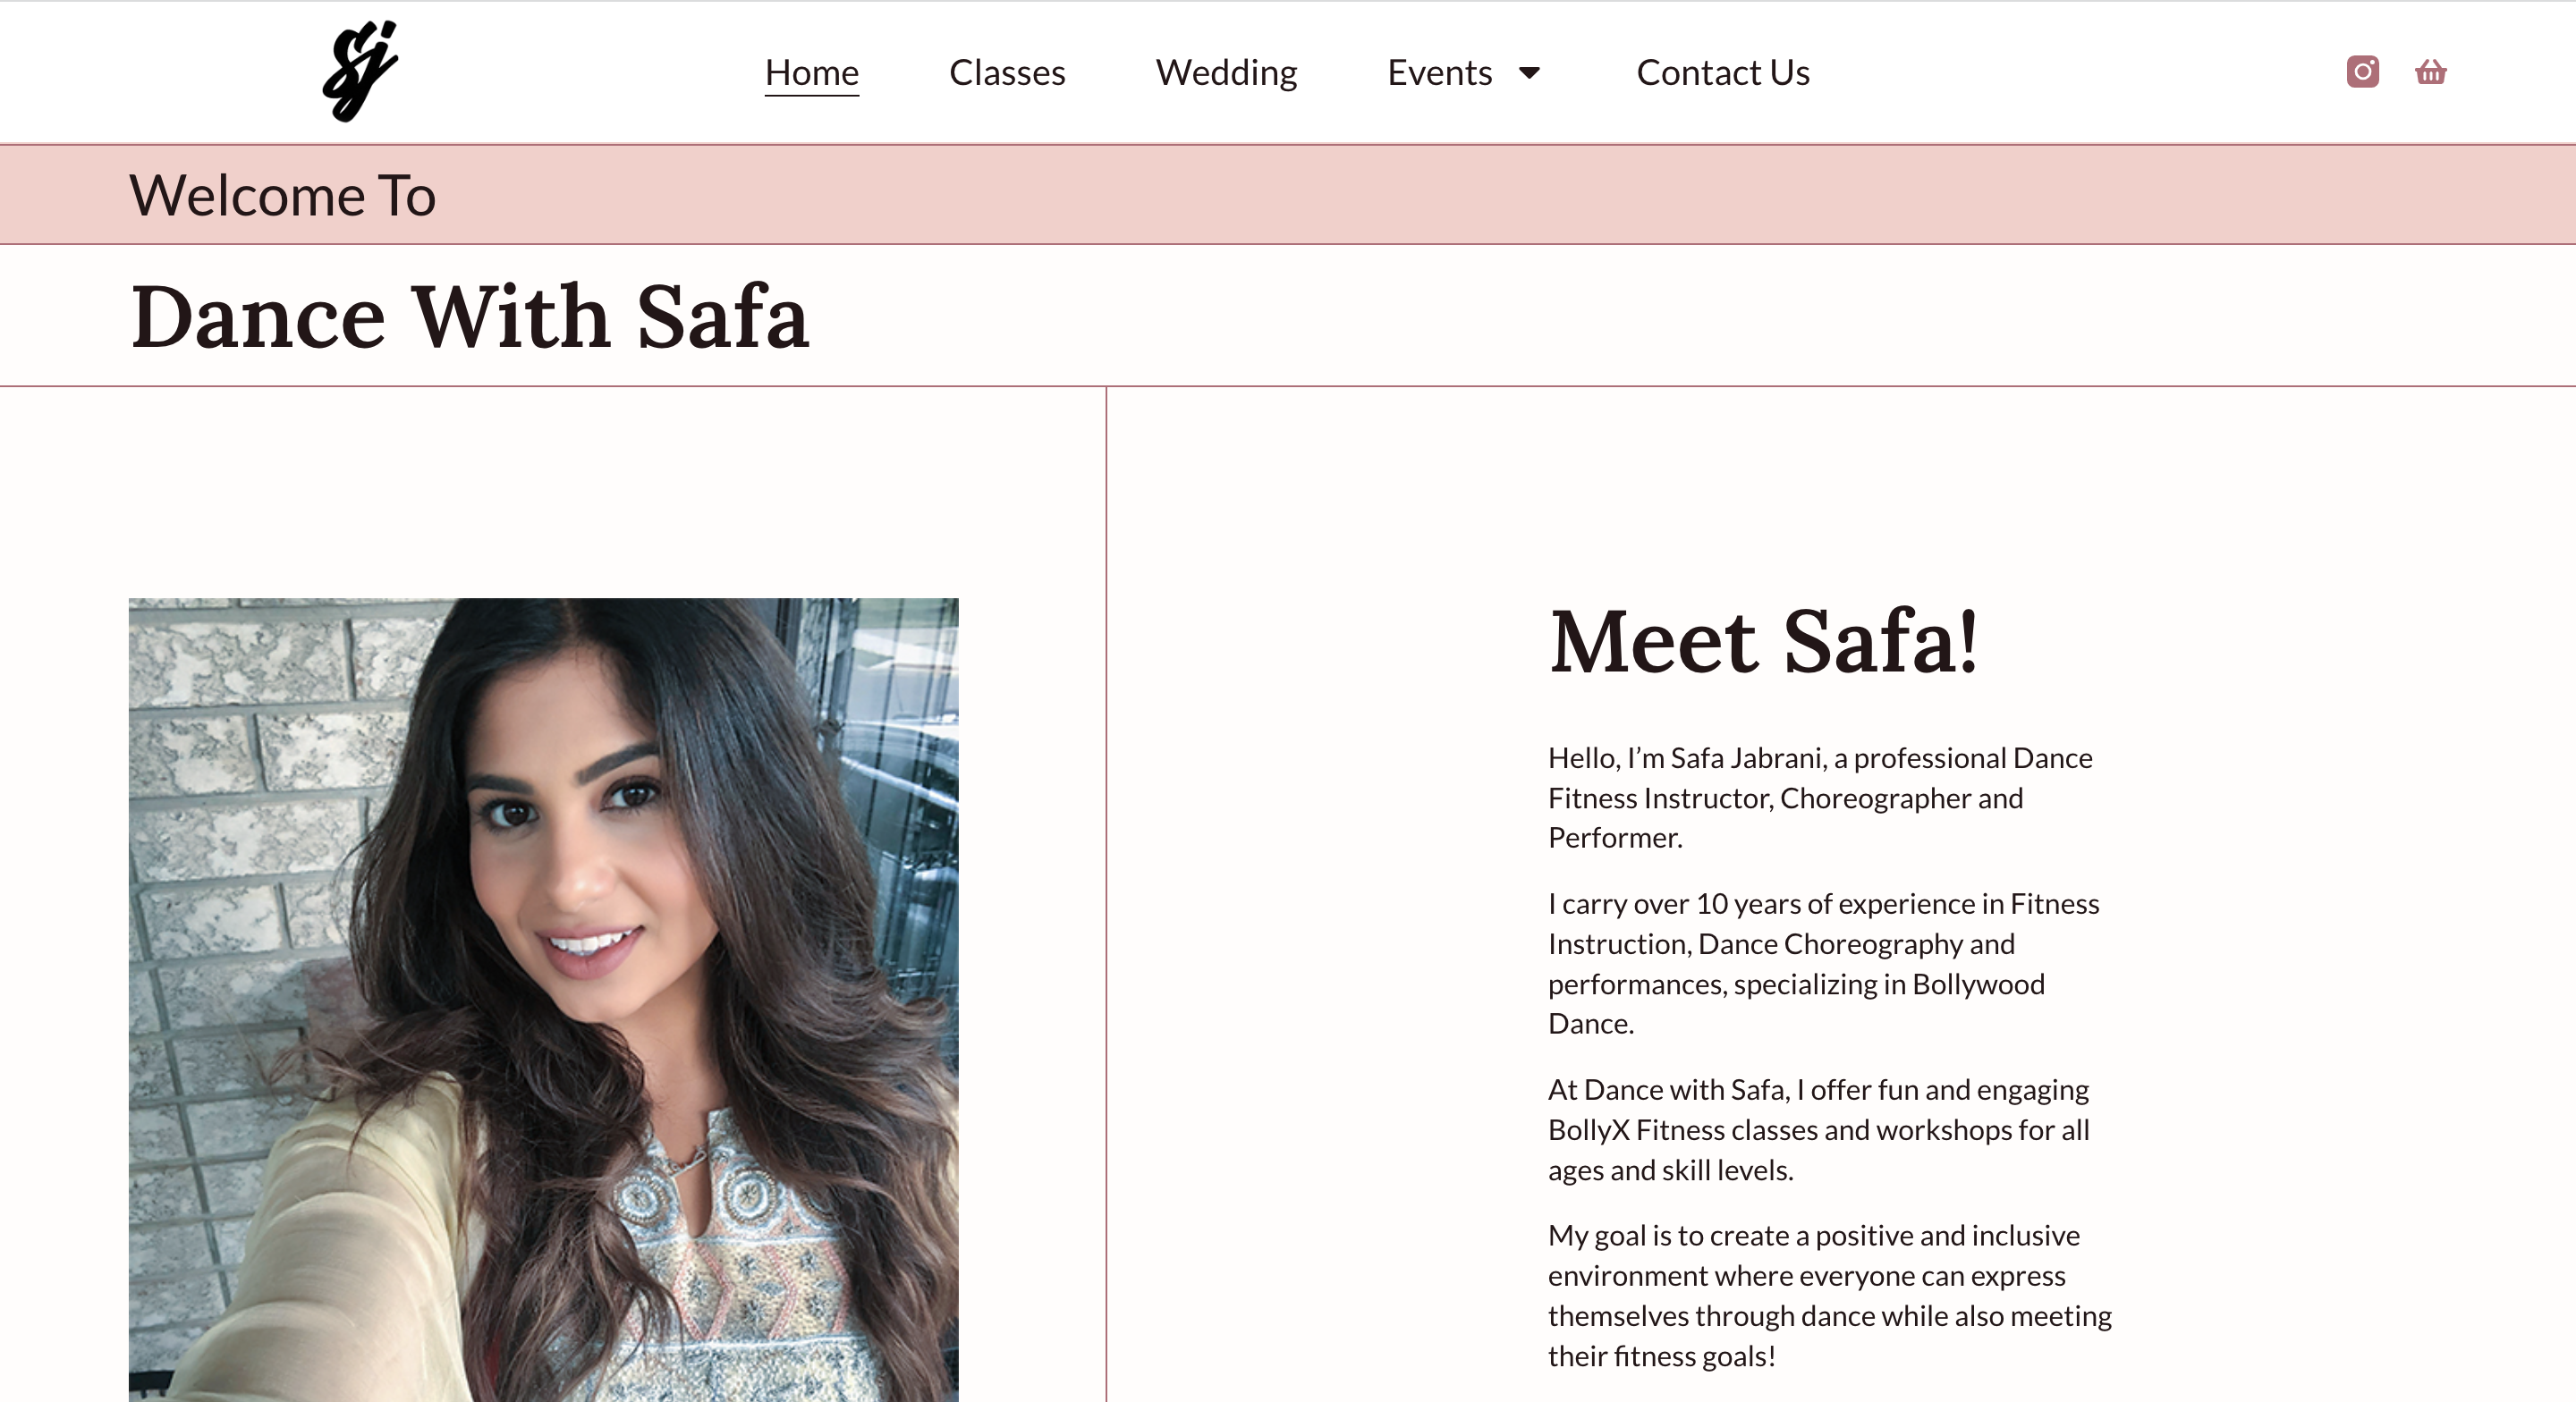 Sj
Home
Classes
Wedding
Events
Contact Us
Welcome To
Dance With Safa
Meet Safa!
Hello, I’m Safa Jabrani, a professional Dance
Fitness Instructor, Choreographer and
Performer.
I carry over 10 years of experience in Fitness
Instruction, Dance Choreography and
performances, specializing in Bollywood
Dance.
At Dance with Safa, I offer fun and engaging
BollyX Fitness classes and workshops for all
ages and skill levels.
My goal is to create a positive and inclusive
environment where everyone can express
themselves through dance while also meeting
their fitness goals!